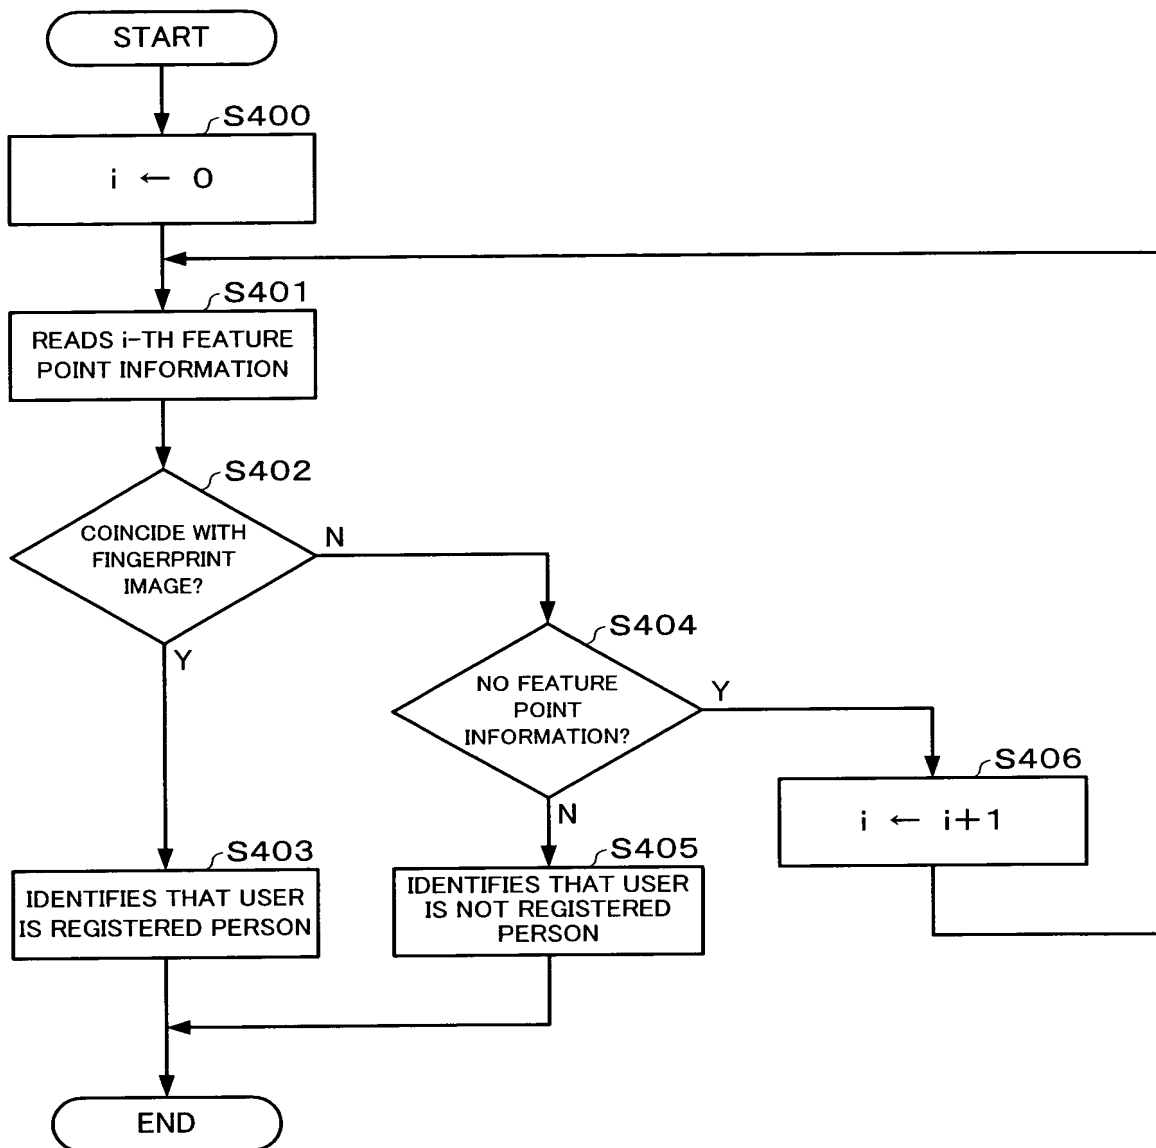 START
S400
i ← 0
S401
READS i-TH FEATURE
POINT INFORMATION
S402
COINCIDE WITH
FINGERPRINT
IMAGE?
N
Y
S404
NO FEATURE
POINT
INFORMATION?
Y
N
S406
i ← i+1
S403
IDENTIFIES THAT USER
IS REGISTERED PERSON
S405
IDENTIFIES THAT USER
IS NOT REGISTERED
PERSON
END